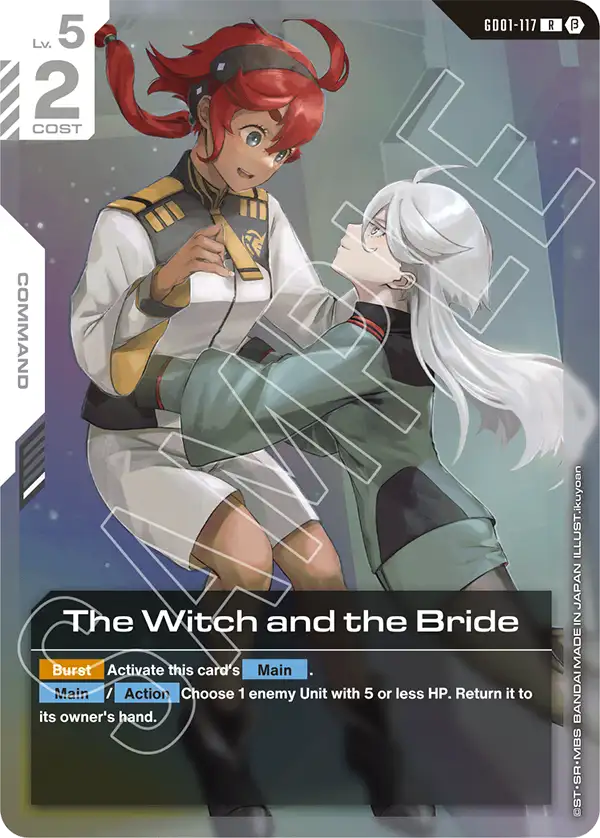 GD01-117 R β
Lv. 5
2
COST
COMMAND
SAMPLE
The Witch and the Bride
Burst Activate this card's Main .
Main / Action Choose 1 enemy Unit with 5 or less HP. Return it to
its owner's hand.
©ST・SR・MBS BANDAI MADE IN JAPAN ILLUST.ikuyoan